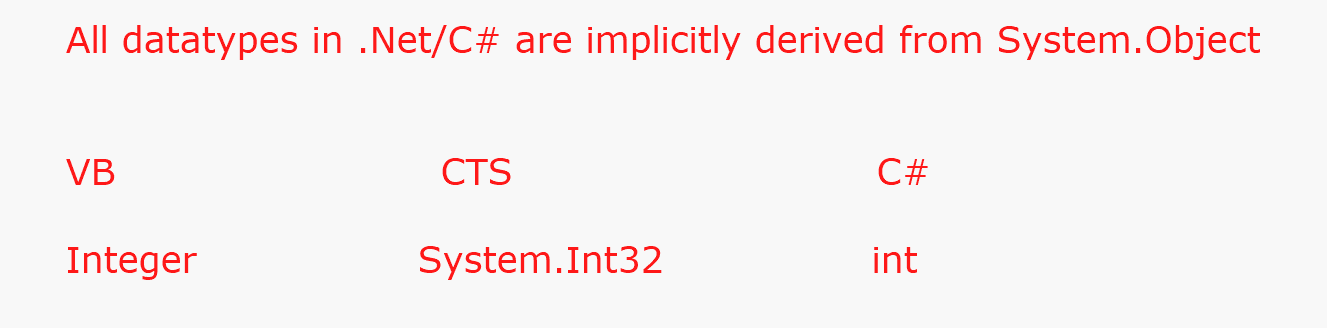 All datatypes in .Net/C# are implicitly derived from System.Object
VB CTS C#
Integer System.Int32 int